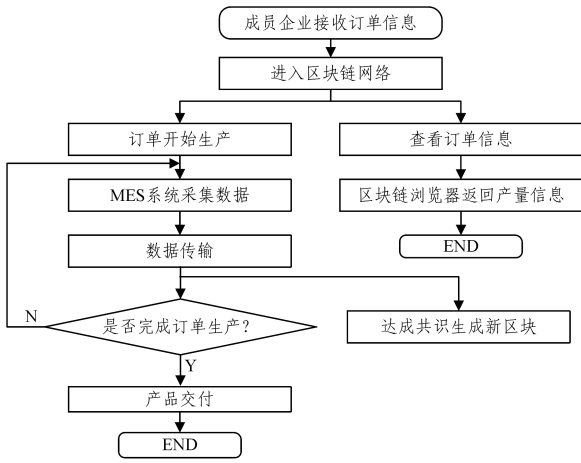 成员企业接收订单信息
进入区块链网络
订单开始生产
查看订单信息
MES系统采集数据
区块链浏览器返回产量信息
数据传输
END
是否完成订单生产?
N
达成共识生成新区块
Y
产品交付
END